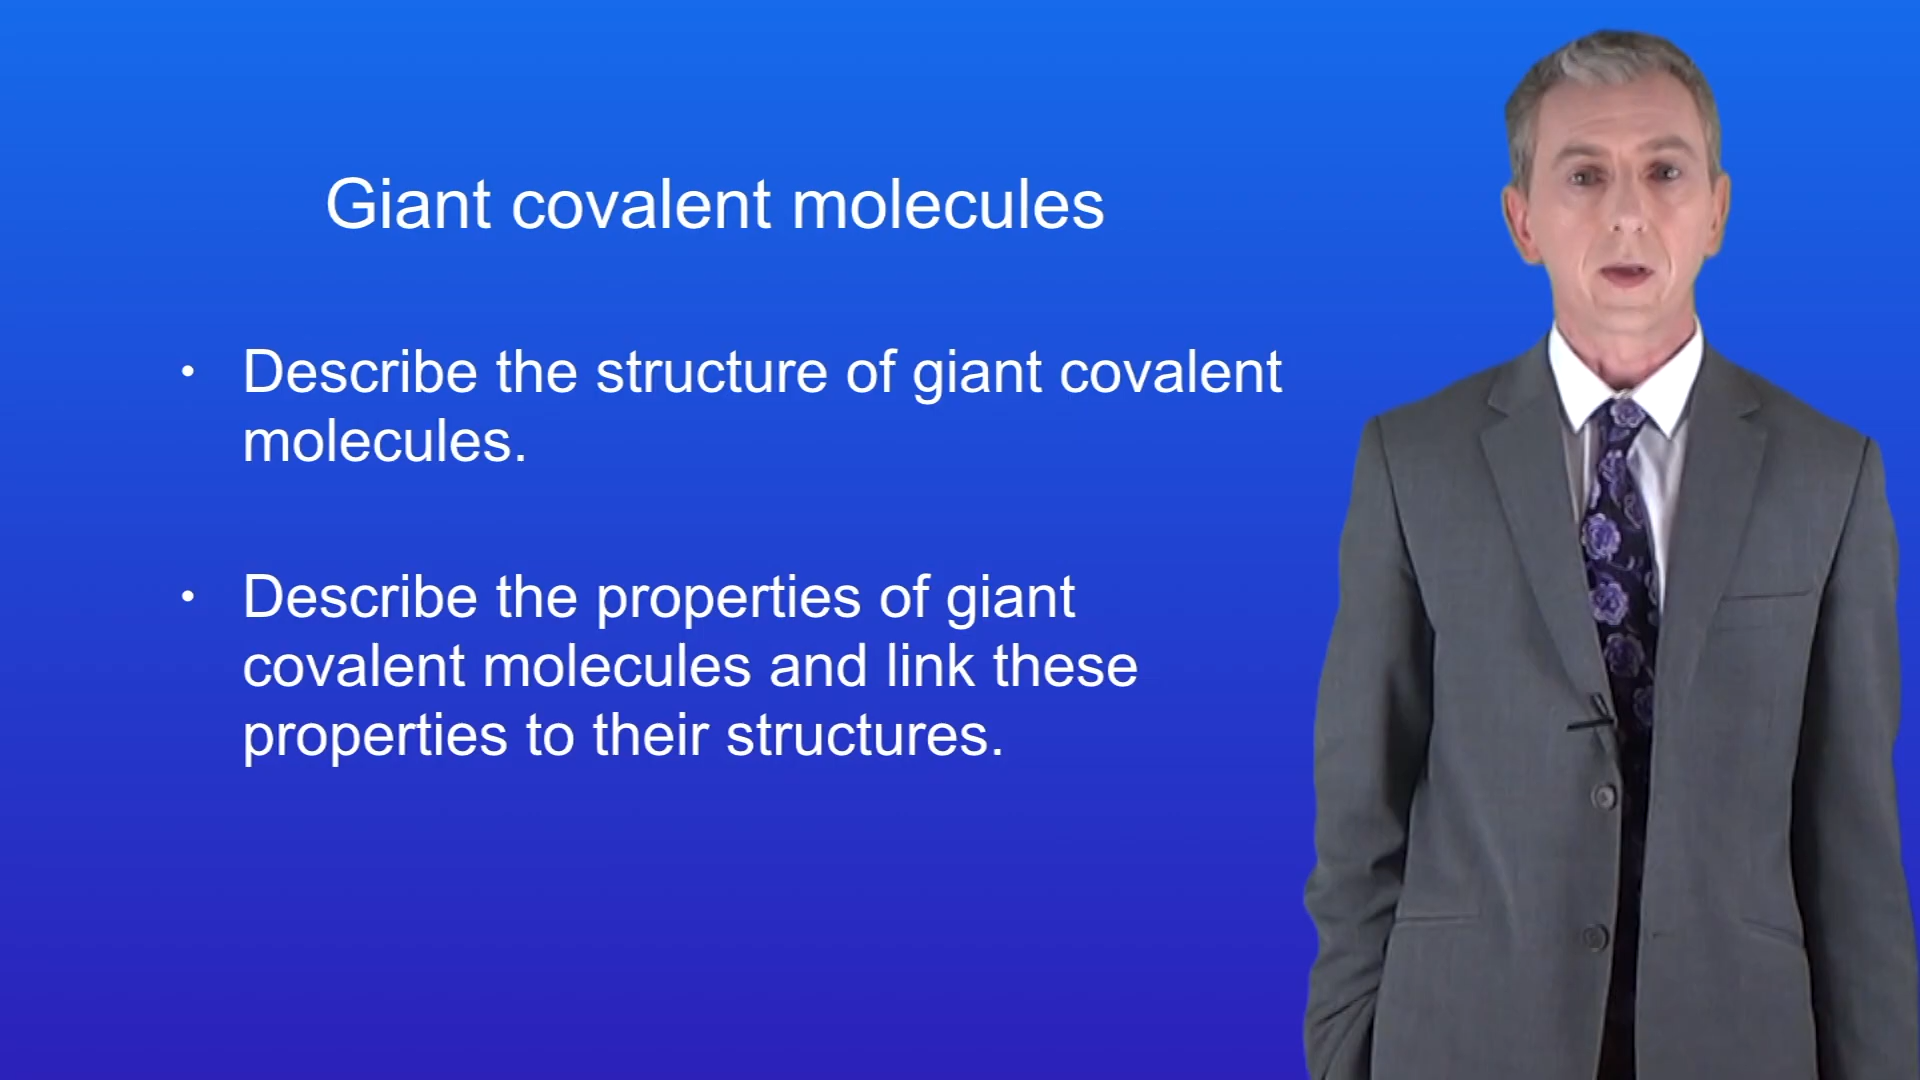 Giant covalent molecules
• Describe the structure of giant covalent
molecules.
• Describe the properties of giant
covalent molecules and link these
properties to their structures.